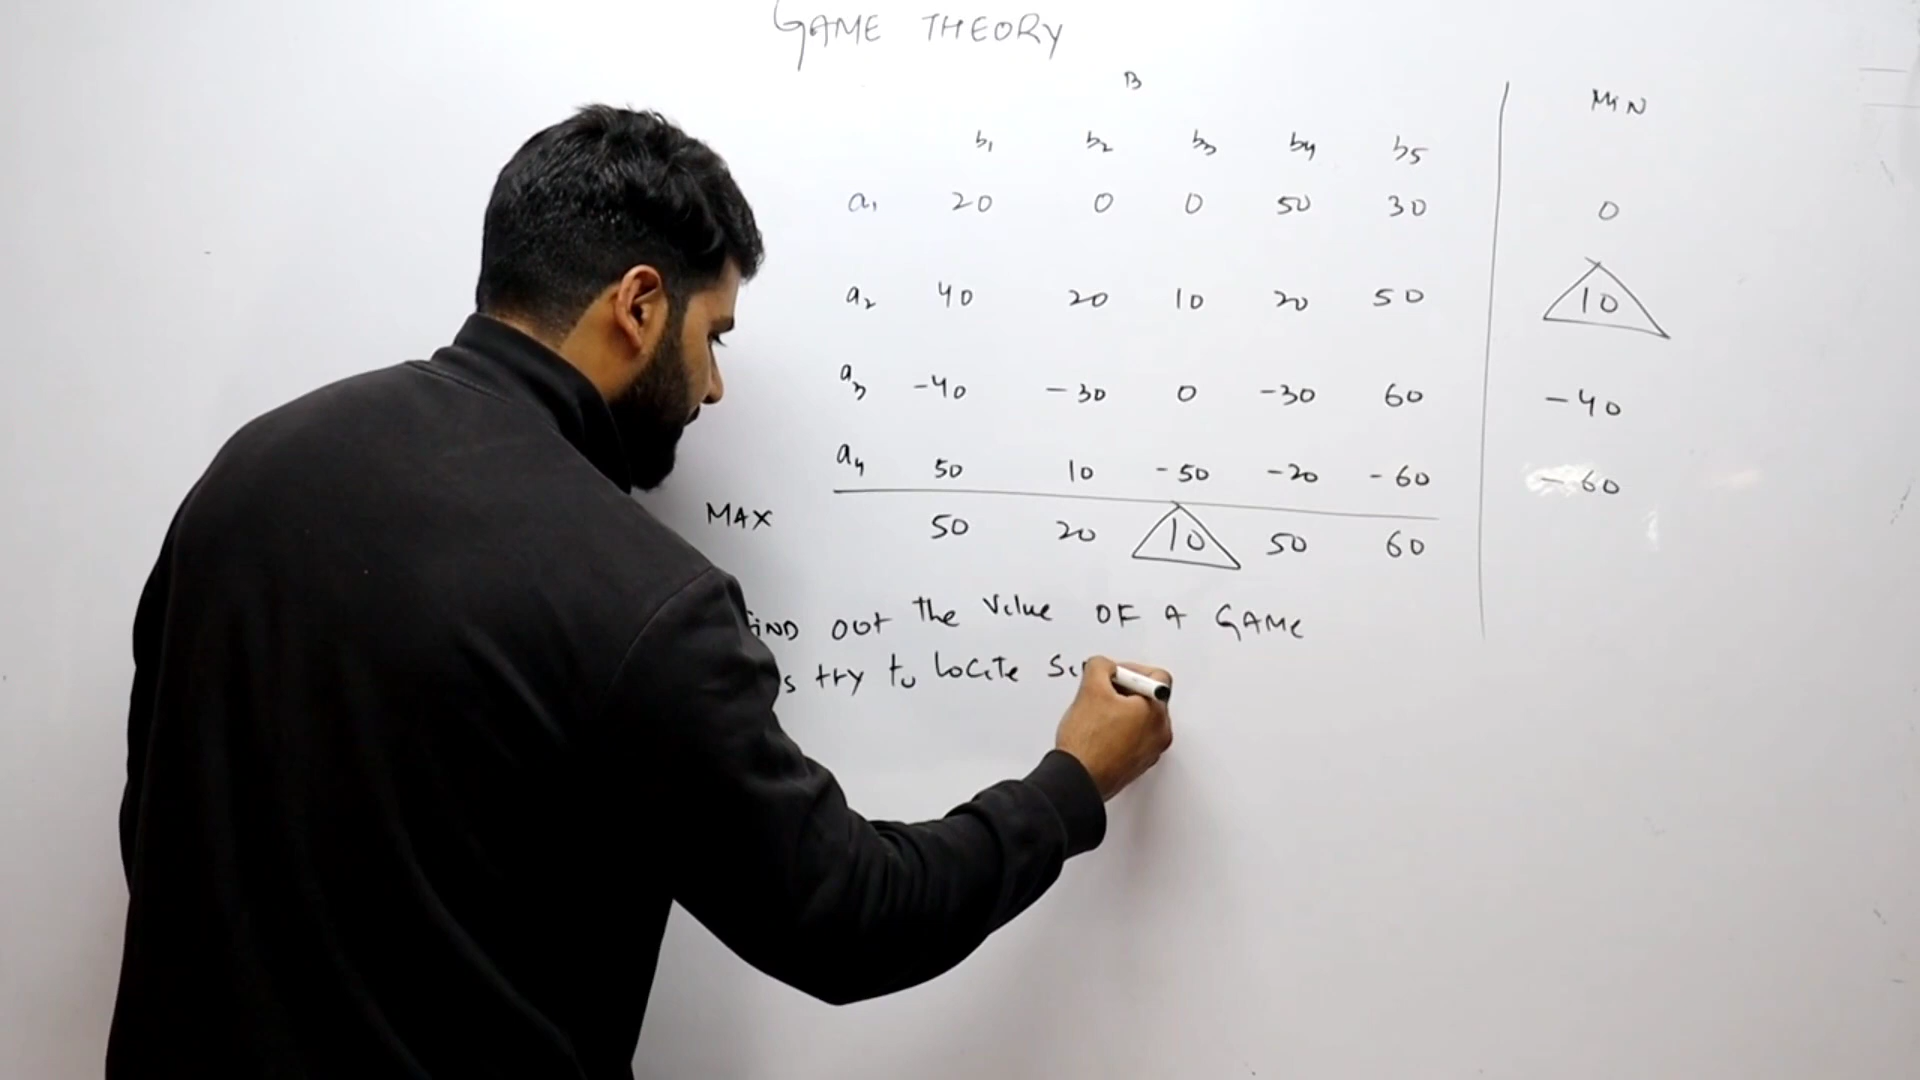 GAME THEORY
B
MIN
b1 b2 b3 b4 b5
a1 20 0 0 50 30 0
a2 40 20 10 20 50 10
a3 -40 -30 0 -30 60 -40
a4 50 10 -50 -20 -60 -60
MAX 50 20 10 50 60
FIND OUT the Value OF A GAME
try to locate